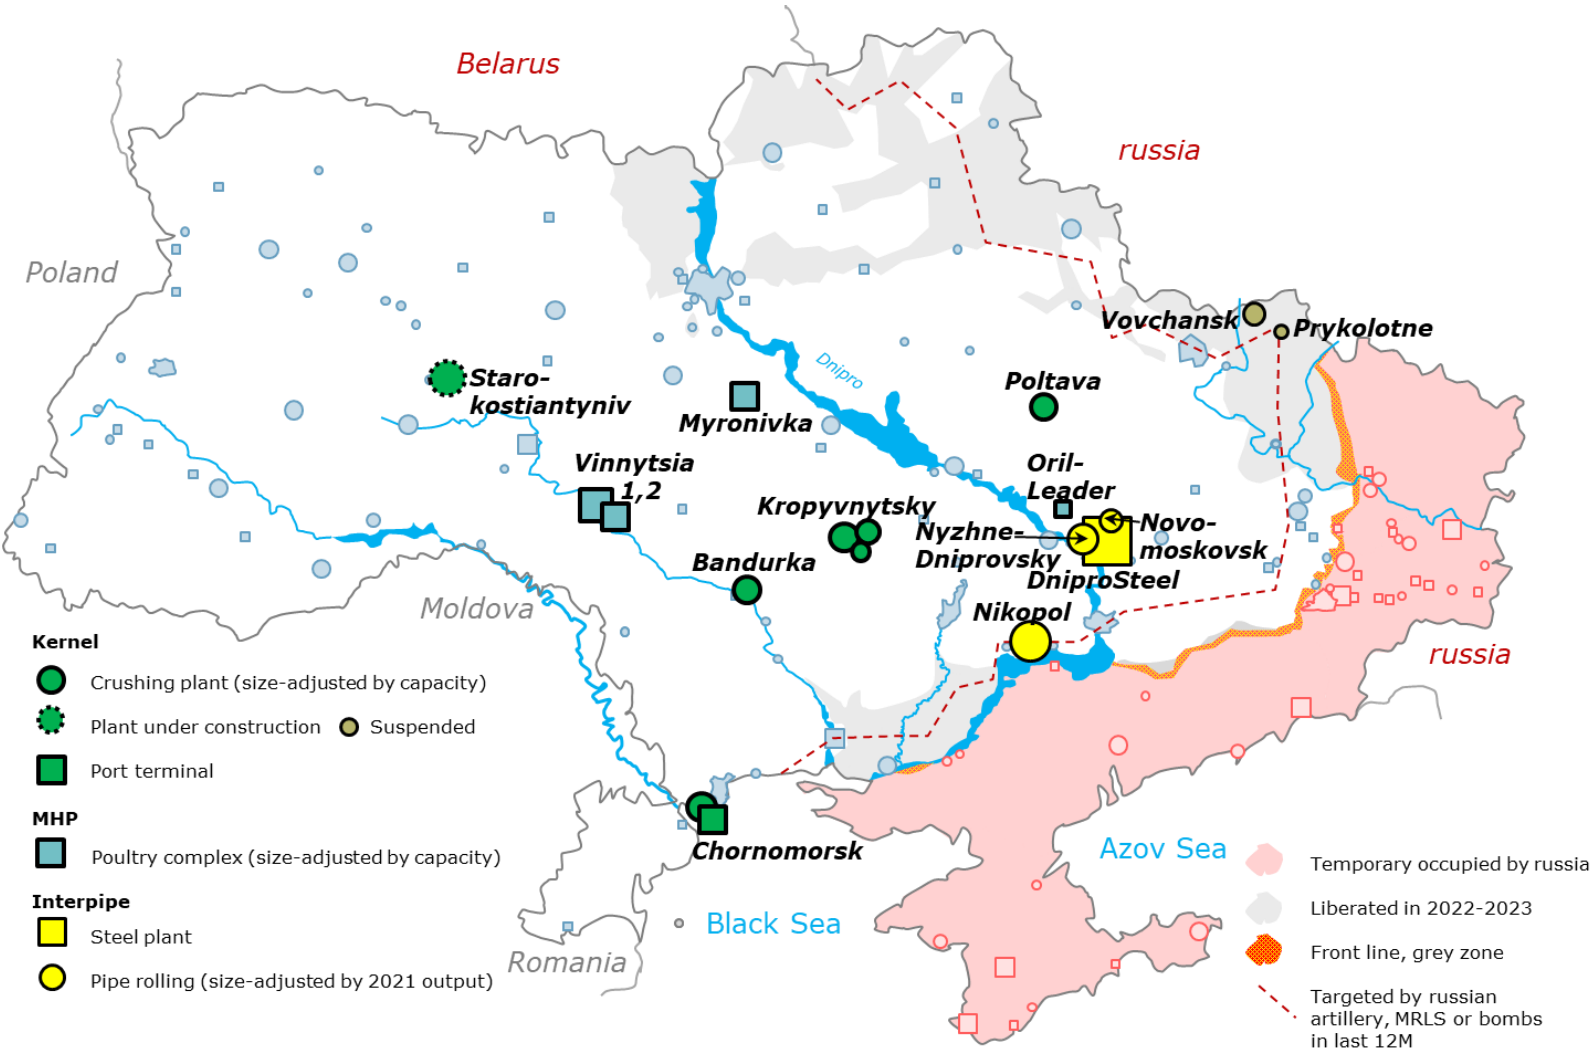 Belarus
russia
Poland
Vovchansk
Prykolotne
Dnipro
Staro-
kostiantyniv
Poltava
Myronivka
Vinnytsia
1,2
Oril-
Leader
Kropyvnytsky
Nyzhne-
Dniprovsky
Novo-
moskovsk
Bandurka
DniproSteel
Moldova
Nikopol
russia
Kernel
Crushing plant (size-adjusted by capacity)
Plant under construction
Suspended
Port terminal
MHP
Poultry complex (size-adjusted by capacity)
Interpipe
Steel plant
Pipe rolling (size-adjusted by 2021 output)
Chornomorsk
Azov Sea
Black Sea
Romania
Temporary occupied by russia
Liberated in 2022-2023
Front line, grey zone
Targeted by russian
artillery, MRLS or bombs
in last 12M